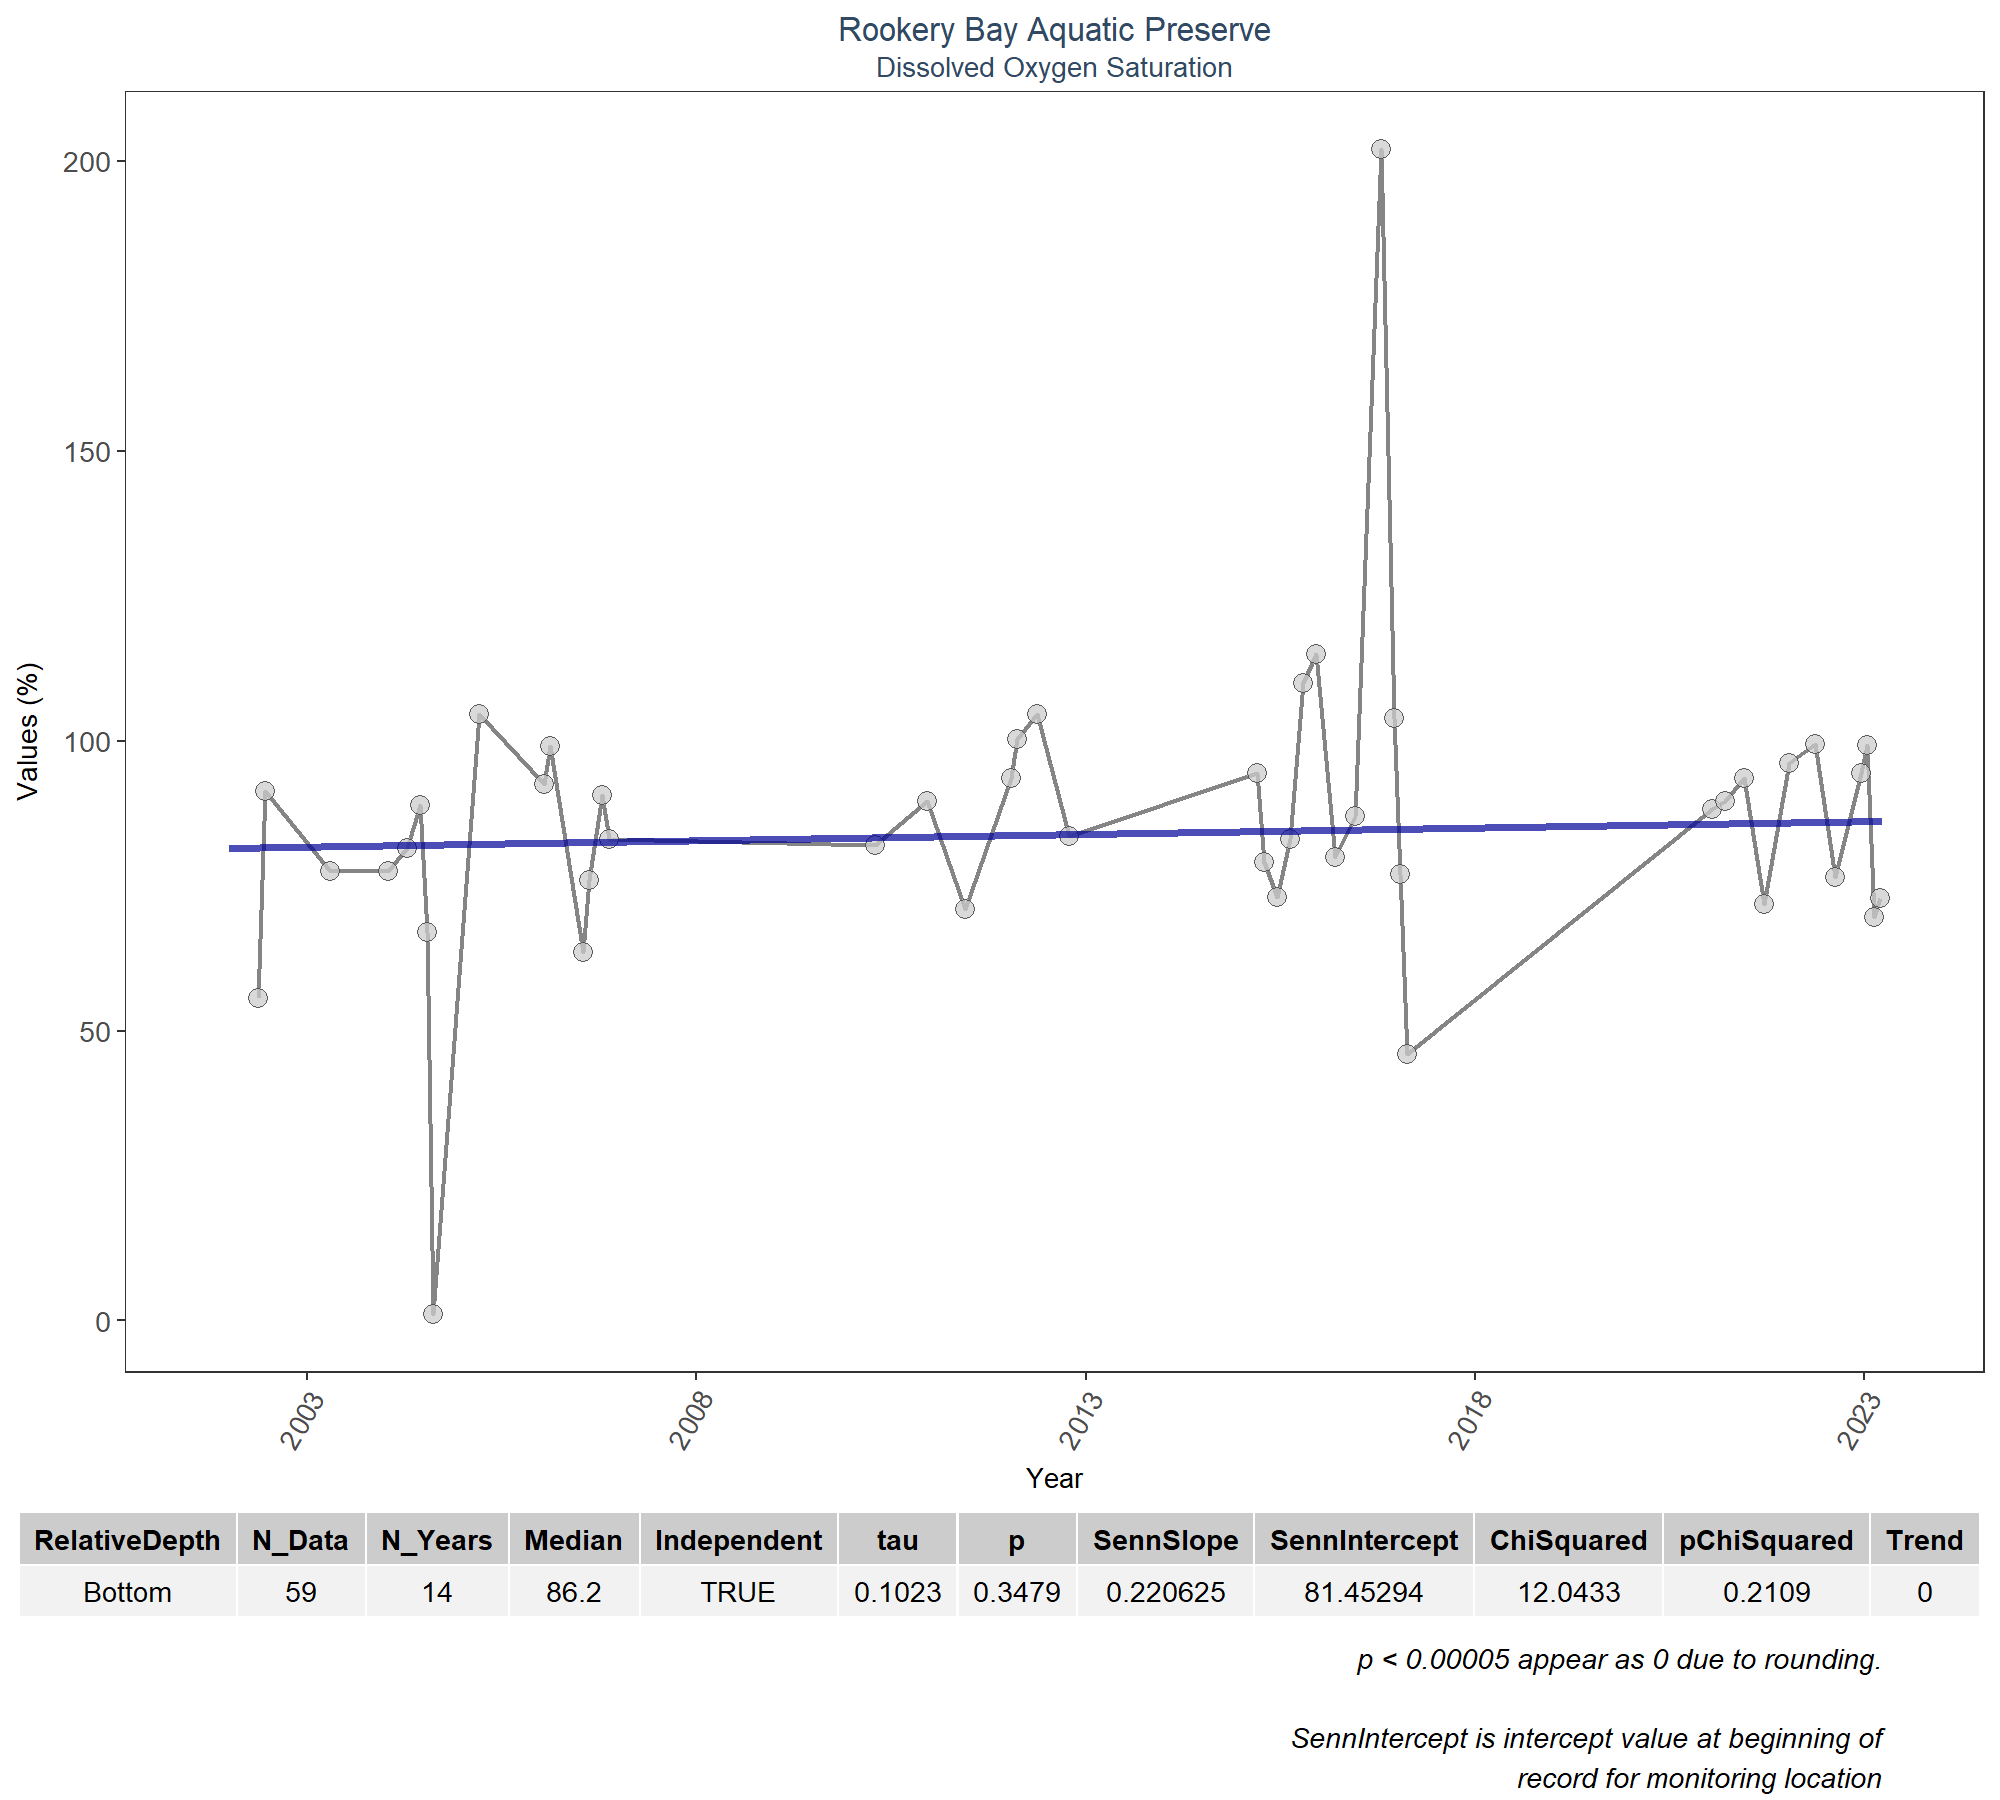 Rookery Bay Aquatic Preserve
Dissolved Oxygen Saturation
Values (%)
200
150
100
50
0
2003
2008
2013
2018
2023
Year
RelativeDepth N_Data N_Years Median Independent tau p SennSlope SennIntercept ChiSquared pChiSquared Trend
Bottom 59 14 86.2 TRUE 0.1023 0.3479 0.220625 81.45294 12.0433 0.2109 0
p < 0.00005 appear as 0 due to rounding.
SennIntercept is intercept value at beginning of
record for monitoring location